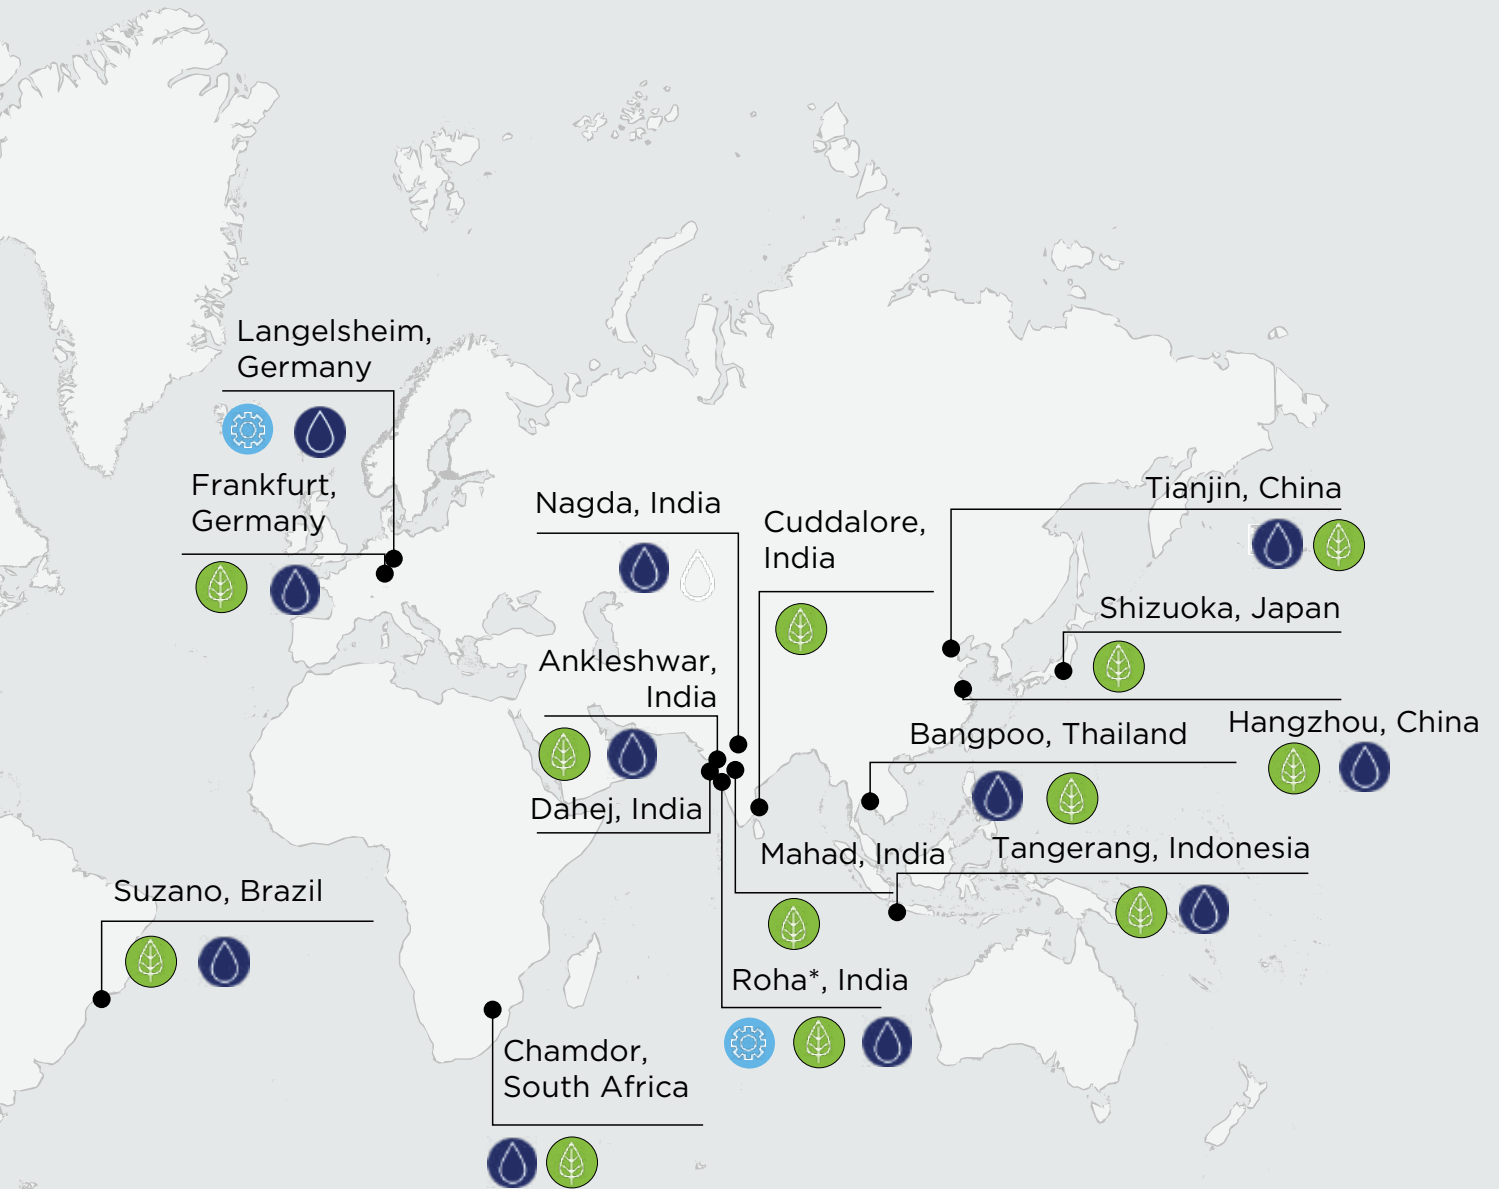 Langelsheim,
Germany
Frankfurt,
Germany
Nagda, India
Cuddalore,
India
Tianjin, China
Shizuoka, Japan
Ankleshwar,
India
Hangzhou, China
Bangpoo, Thailand
Dahej, India
Mahad, India
Tangerang, Indonesia
Suzano, Brazil
Roha*, India
Chamdor,
South Africa